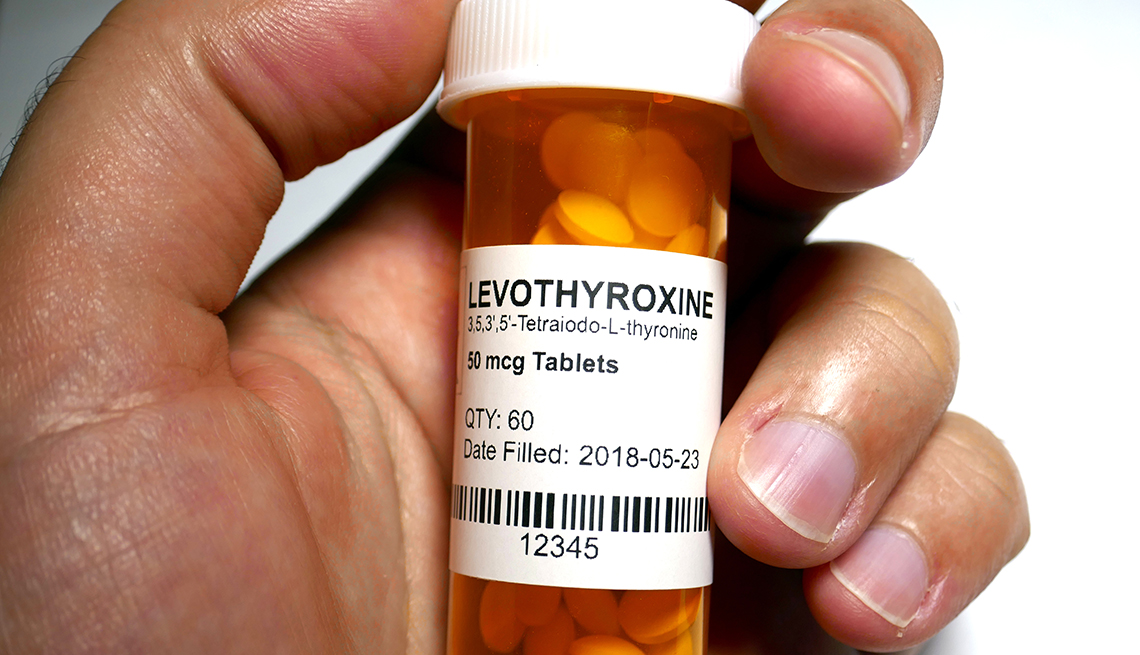 LEVOTHYROXINE
3,5,3',5'-Tetraiodo-L-thyronine
50 mcg Tablets
QTY: 60
Date Filled: 2018-05-23
12345